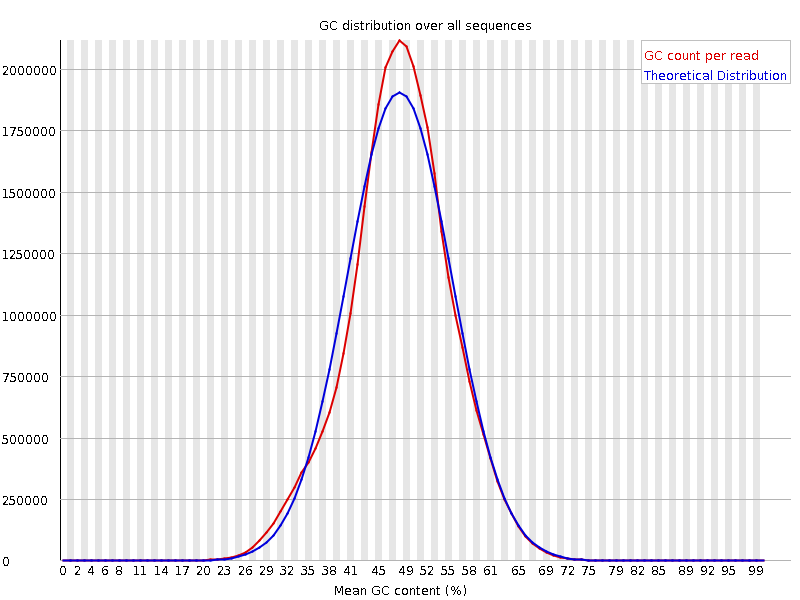 GC distribution over all sequences
GC count per read
Theoretical Distribution
2000000
1750000
1500000
1250000
1000000
750000
500000
250000
0
0 2 4 6 8 11 14 17 20 23 26 29 32 35 38 41 45 49 52 55 58 61 65 69 72 75 79 82 85 89 92 95 99
Mean GC content (%)